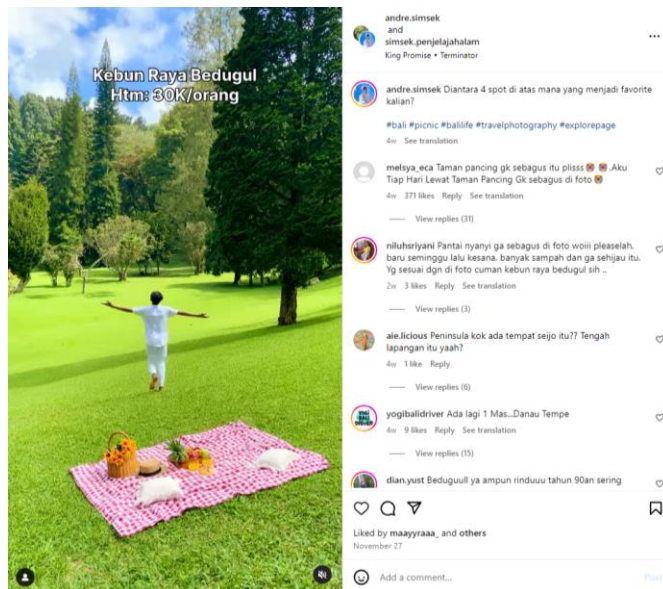 Kebun Raya Bedugul
Htm: 30K/orang
andre.simsek
and
simsek.penjelajahalam
King Promise • Terminator
andre.simsek Diantara 4 spot di atas mana yang menjadi favorite
kalian?
#bali #picnic #balilife #travelphotography #explorepage
4w See translation
melsya_eca Taman pancing gk sebagus itu plisss .Aku
Tiap Hari Lewat Taman Pancing Gk sebagus di foto
4w 371 likes Reply See translation
View replies (31)
niluhsriyani Pantai nyanyi ga sebagus di foto woiii pleaselah,
baru seminggu lalu kesana, banyak sampah dan ga sehijau itu.
Yg sesuai dgn di foto cuman kebun raya bedugul sih ..
2w 3 likes Reply See translation
View replies (3)
aie.licious Peninsula kok ada tempat seijo itu?? Tengah
lapangan itu yaah?
4w 1 like Reply
View replies (6)
yogibalidriver Ada lagi 1 Mas...Danau Tempe
4w 9 likes Reply See translation
View replies (15)
dian.yust Beduguull ya ampun rinduuu tahun 90an sering
Liked by maayyraaa_ and others
November 27
Add a comment...
Post